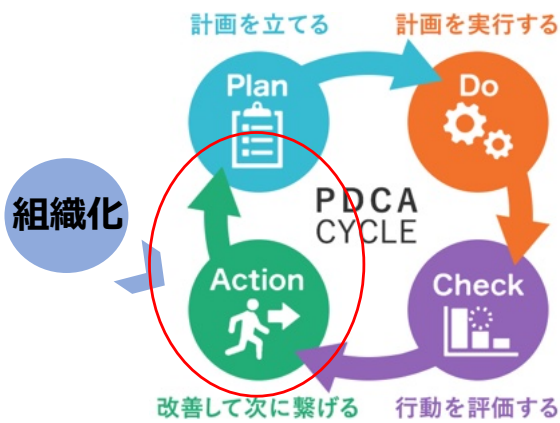 計画を立てる
計画を実行する
Plan
Do
組織化
PDCA
CYCLE
Action
Check
改善して次に繋げる
行動を評価する